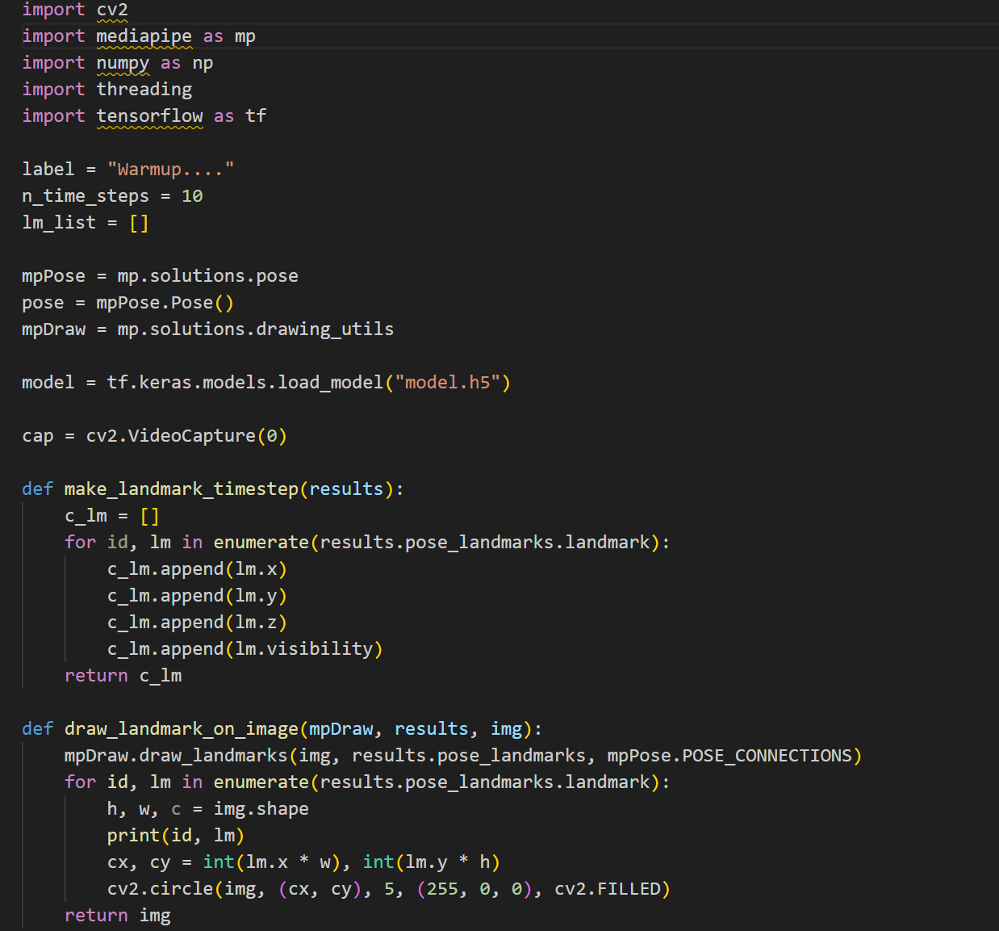 import cv2
import mediapipe as mp
import numpy as np
import threading
import tensorflow as tf

label = "Warmup...."
n_time_steps = 10
lm_list = []

mpPose = mp.solutions.pose
pose = mpPose.Pose()
mpDraw = mp.solutions.drawing_utils

model = tf.keras.models.load_model("model.h5")

cap = cv2.VideoCapture(0)

def make_landmark_timestep(results):
    c_lm = []
    for id, lm in enumerate(results.pose_landmarks.landmark):
        c_lm.append(lm.x)
        c_lm.append(lm.y)
        c_lm.append(lm.z)
        c_lm.append(lm.visibility)
    return c_lm

def draw_landmark_on_image(mpDraw, results, img):
    mpDraw.draw_landmarks(img, results.pose_landmarks, mpPose.POSE_CONNECTIONS)
    for id, lm in enumerate(results.pose_landmarks.landmark):
        h, w, c = img.shape
        print(id, lm)
        cx, cy = int(lm.x * w), int(lm.y * h)
        cv2.circle(img, (cx, cy), 5, (255, 0, 0), cv2.FILLED)
    return img